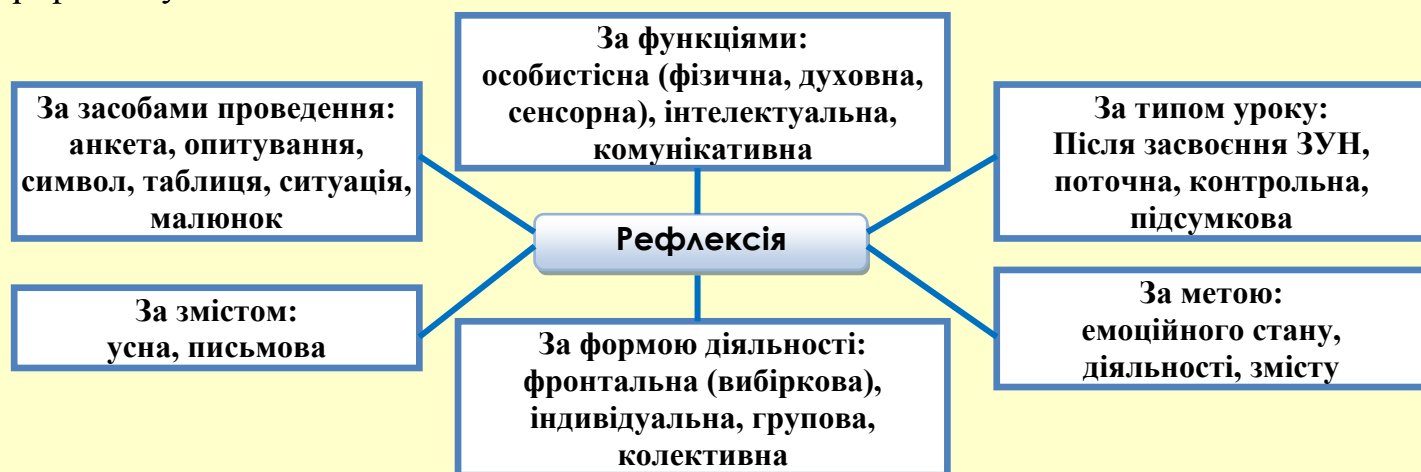 За функціями:
особистісна (фізична, духовна,
сенсорна), інтелектуальна,
комунікативна
За засобами проведення:
анкета, опитування,
символ, таблиця, ситуація,
малюнок
За типом уроку:
Після засвоєння ЗУН,
поточна, контрольна,
підсумкова
Рефлексія
За змістом:
усна, письмова
За формою діяльності:
фронтальна (вибіркова),
індивідуальна, групова,
колективна
За метою:
емоційного стану,
діяльності, змісту